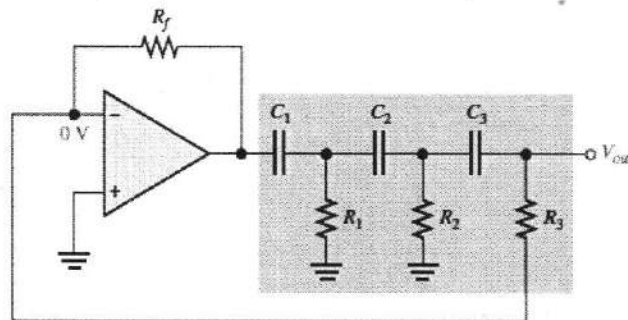 Rf
C1 C2 C3
−
0 V
Vout
+
R1 R2 R3